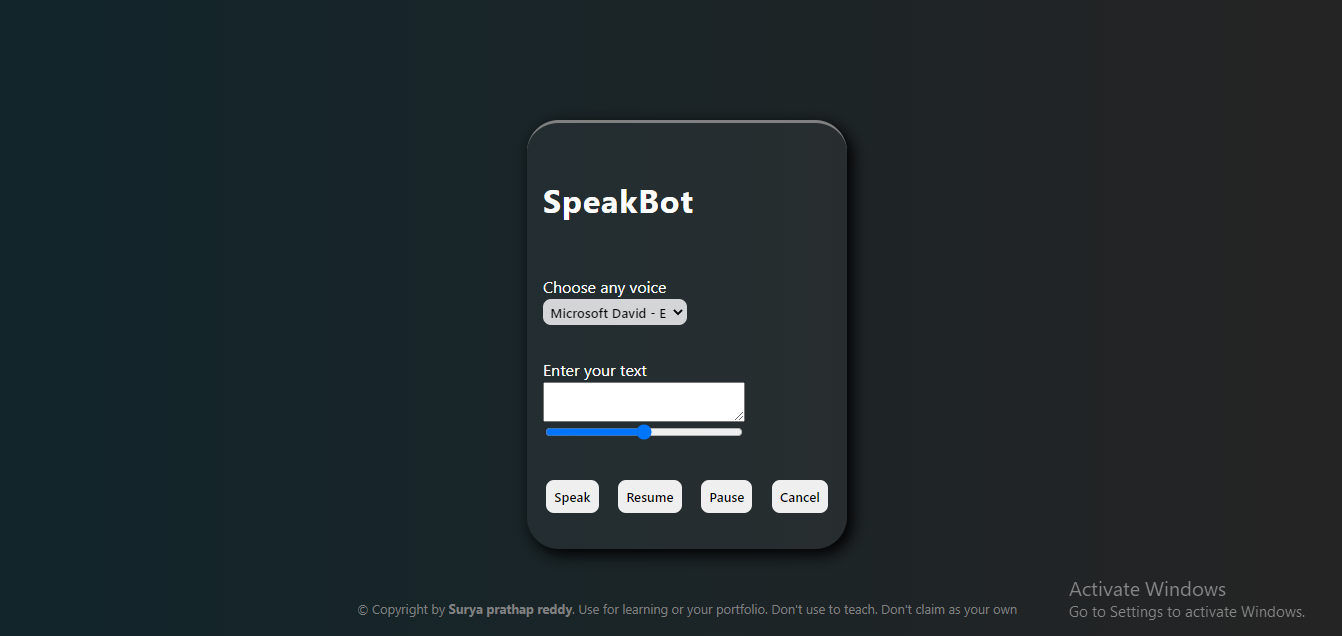 SpeakBot
Choose any voice
Microsoft David - E
Enter your text
Speak Resume Pause Cancel
© Copyright by Surya prathap reddy. Use for learning or your portfolio. Don't use to teach. Don't claim as your own
Activate Windows
Go to Settings to activate Windows.